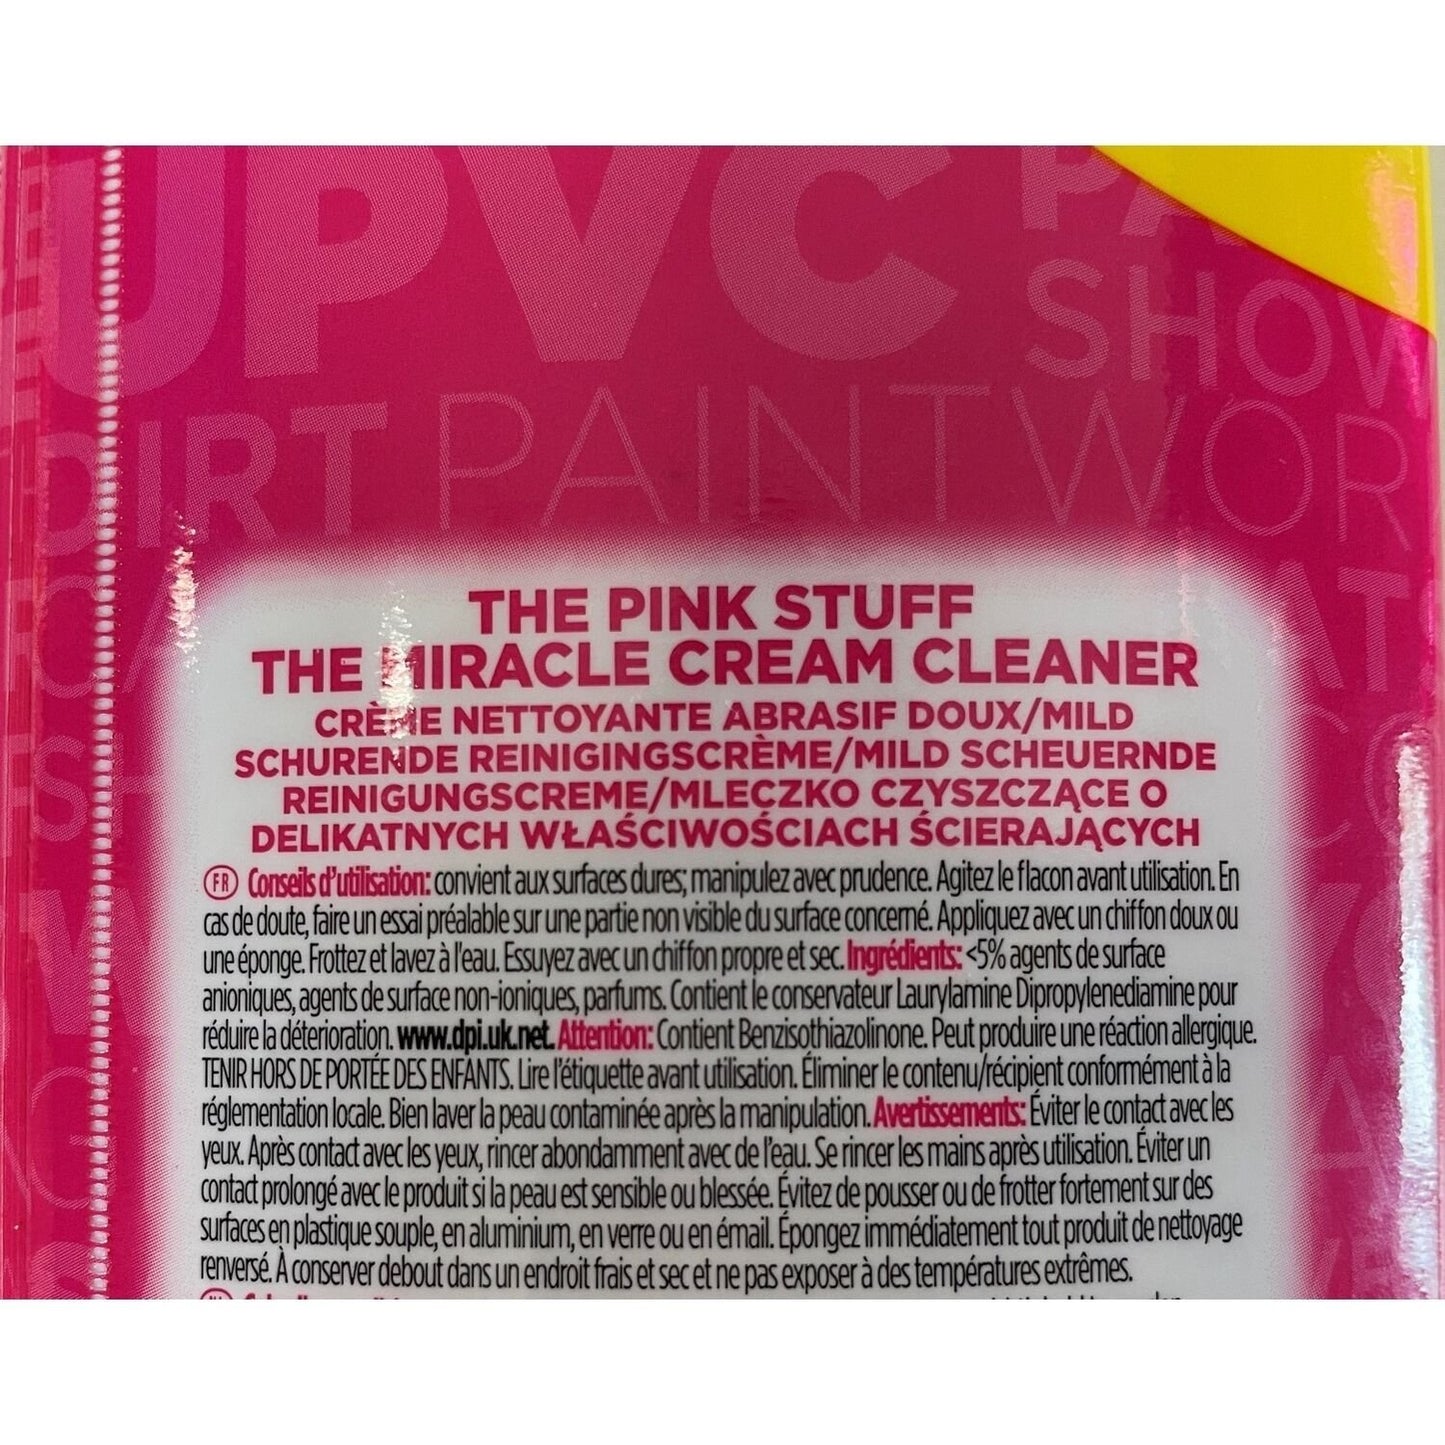 UPVC
SHOW
DIRT PAINTWOR
THE PINK STUFF
THE MIRACLE CREAM CLEANER
CRÈME NETTOYANTE ABRASIF DOUX/MILD
SCHURENDE REINIGINGSCRÈME/MILD SCHEUERNDE
REINIGUNGSCREME/MLECZKO CZYSZCZĄCE O
DELIKATNYCH WŁAŚCIWOŚCIACH ŚCIERAJĄCYCH
FR Conseils d'utilisation: convient aux surfaces dures; manipulez avec prudence. Agitez le flacon avant utilisation. En
cas de doute, faire un essai préalable sur une partie non visible du surface concerné. Appliquez avec un chiffon doux ou
une éponge. Frottez et lavez à l'eau. Essuyez avec un chiffon propre et sec. Ingrédients: <5% agents de surface
anioniques, agents de surface non-ioniques, parfums. Contient le conservateur Laurylamine Dipropylenediamine pour
réduire la détérioration. www.dpi.uk.net. Attention: Contient Benzisothiazolinone. Peut produire une réaction allergique.
TENIR HORS DE PORTÉE DES ENFANTS. Lire l'étiquette avant utilisation. Éliminer le contenu/récipient conformément à la
réglementation locale. Bien laver la peau contaminée après la manipulation. Avertissements: Éviter le contact avec les
yeux. Après contact avec les yeux, rincer abondamment avec de l'eau. Se rincer les mains après utilisation. Éviter un
contact prolongé avec le produit si la peau est sensible ou blessée. Évitez de pousser ou de frotter fortement sur des
surfaces en plastique souple, en aluminium, en verre ou en émail. Épongez immédiatement tout produit de nettoyage
renversé. À conserver debout dans un endroit frais et sec et ne pas exposer à des températures extrêmes.